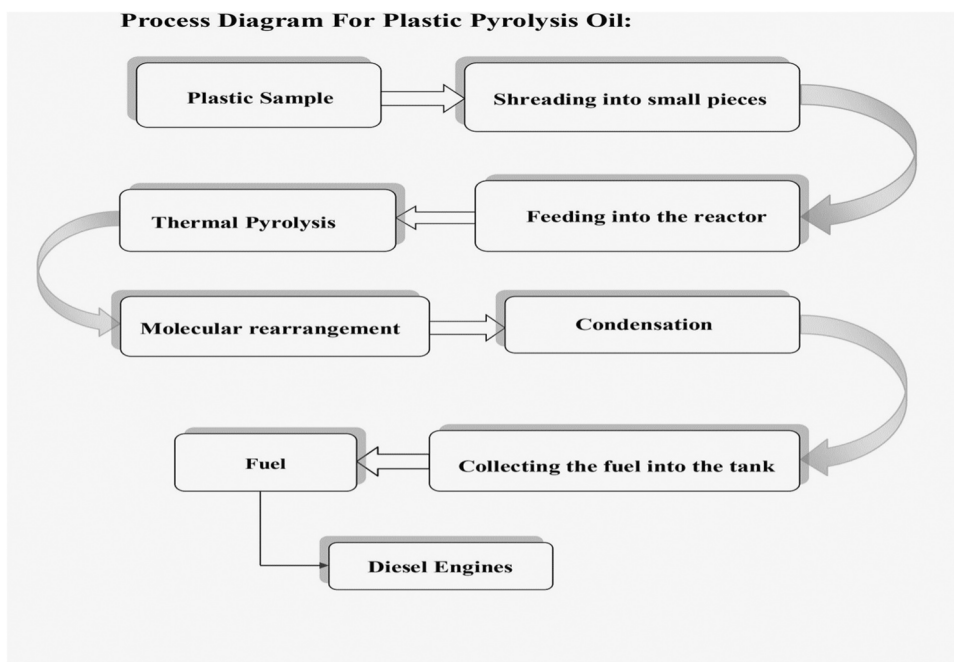 Process Diagram For Plastic Pyrolysis Oil:
Plastic Sample
Shreading into small pieces
Feeding into the reactor
Thermal Pyrolysis
Molecular rearrangement
Condensation
Collecting the fuel into the tank
Fuel
Diesel Engines